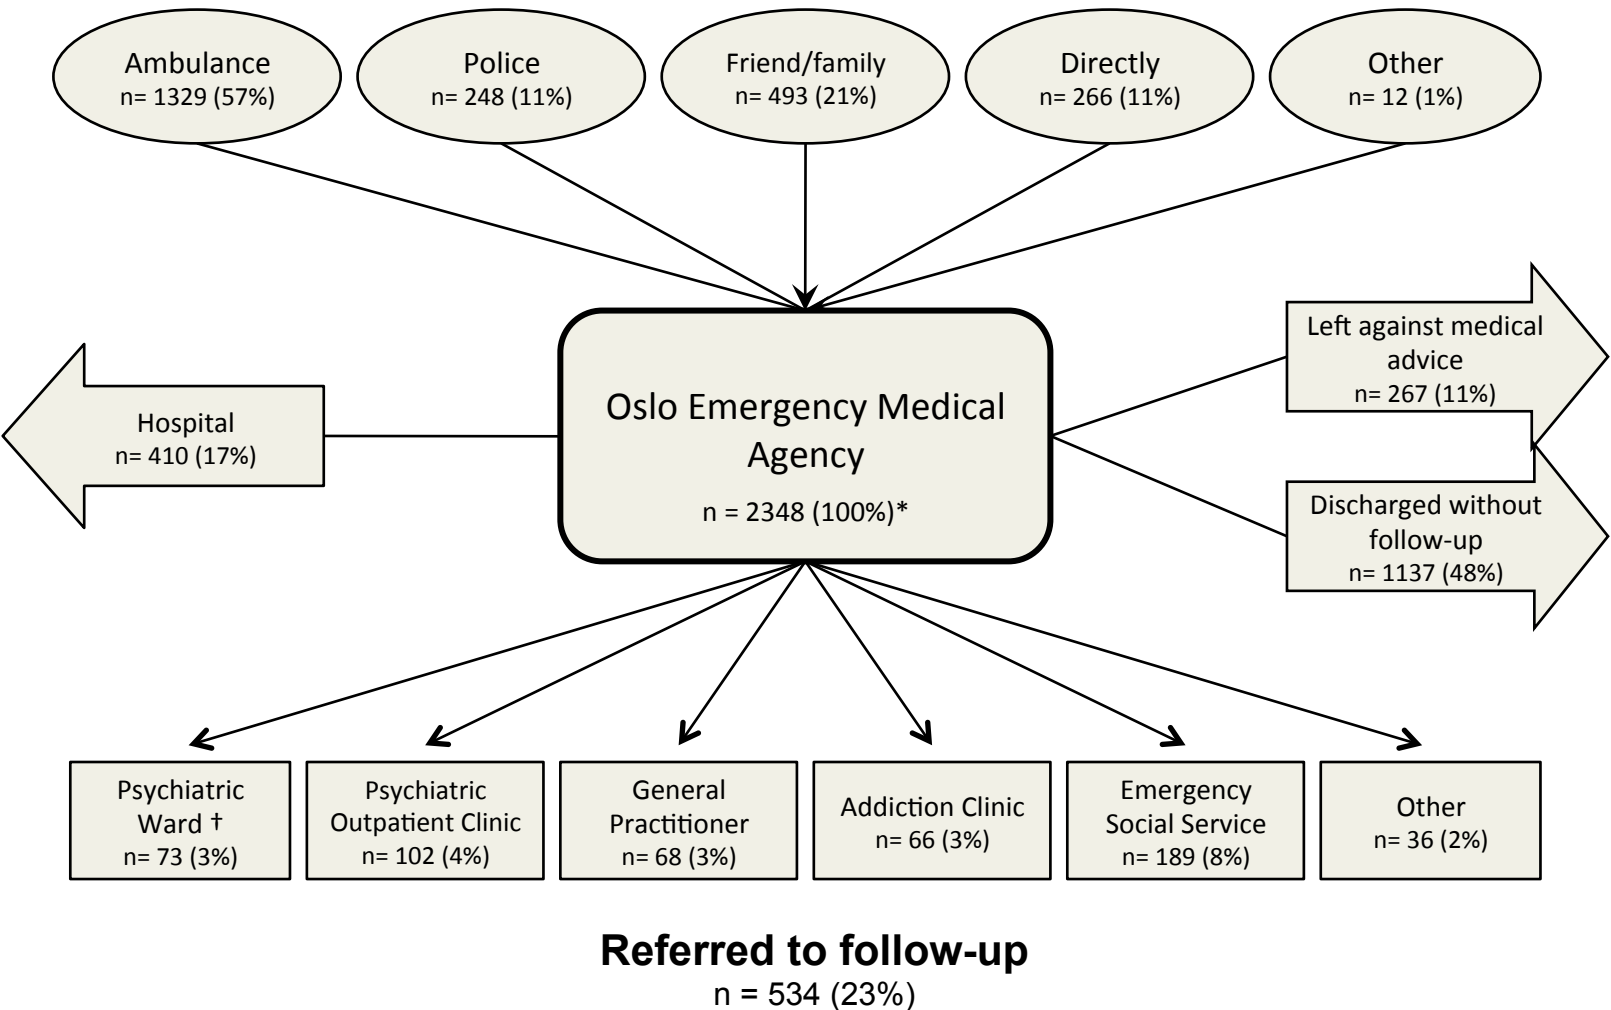 Ambulance
n= 1329 (57%)
Police
n= 248 (11%)
Friend/family
n= 493 (21%)
Directly
n= 266 (11%)
Other
n= 12 (1%)
Hospital
n= 410 (17%)
Oslo Emergency Medical
Agency
n = 2348 (100%)*
Left against medical
advice
n= 267 (11%)
Discharged without
follow-up
n= 1137 (48%)
Psychiatric
Ward †
n= 73 (3%)
Psychiatric
Outpatient Clinic
n= 102 (4%)
General
Practitioner
n= 68 (3%)
Addiction Clinic
n= 66 (3%)
Emergency
Social Service
n= 189 (8%)
Other
n= 36 (2%)
Referred to follow-up
n = 534 (23%)